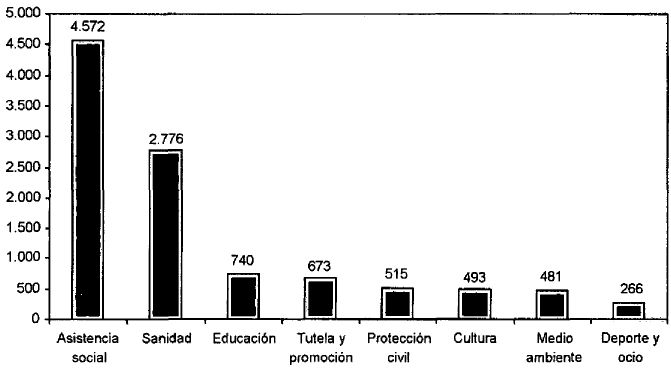 5.000
4.572
4.500
4.000
3.500
3.000
2.776
2.500
2.000
1.500
1.000
740
673
515
493
481
500
266
0
Asistencia social
Sanidad
Educación
Tutela y promoción
Protección civil
Cultura
Medio ambiente
Deporte y ocio